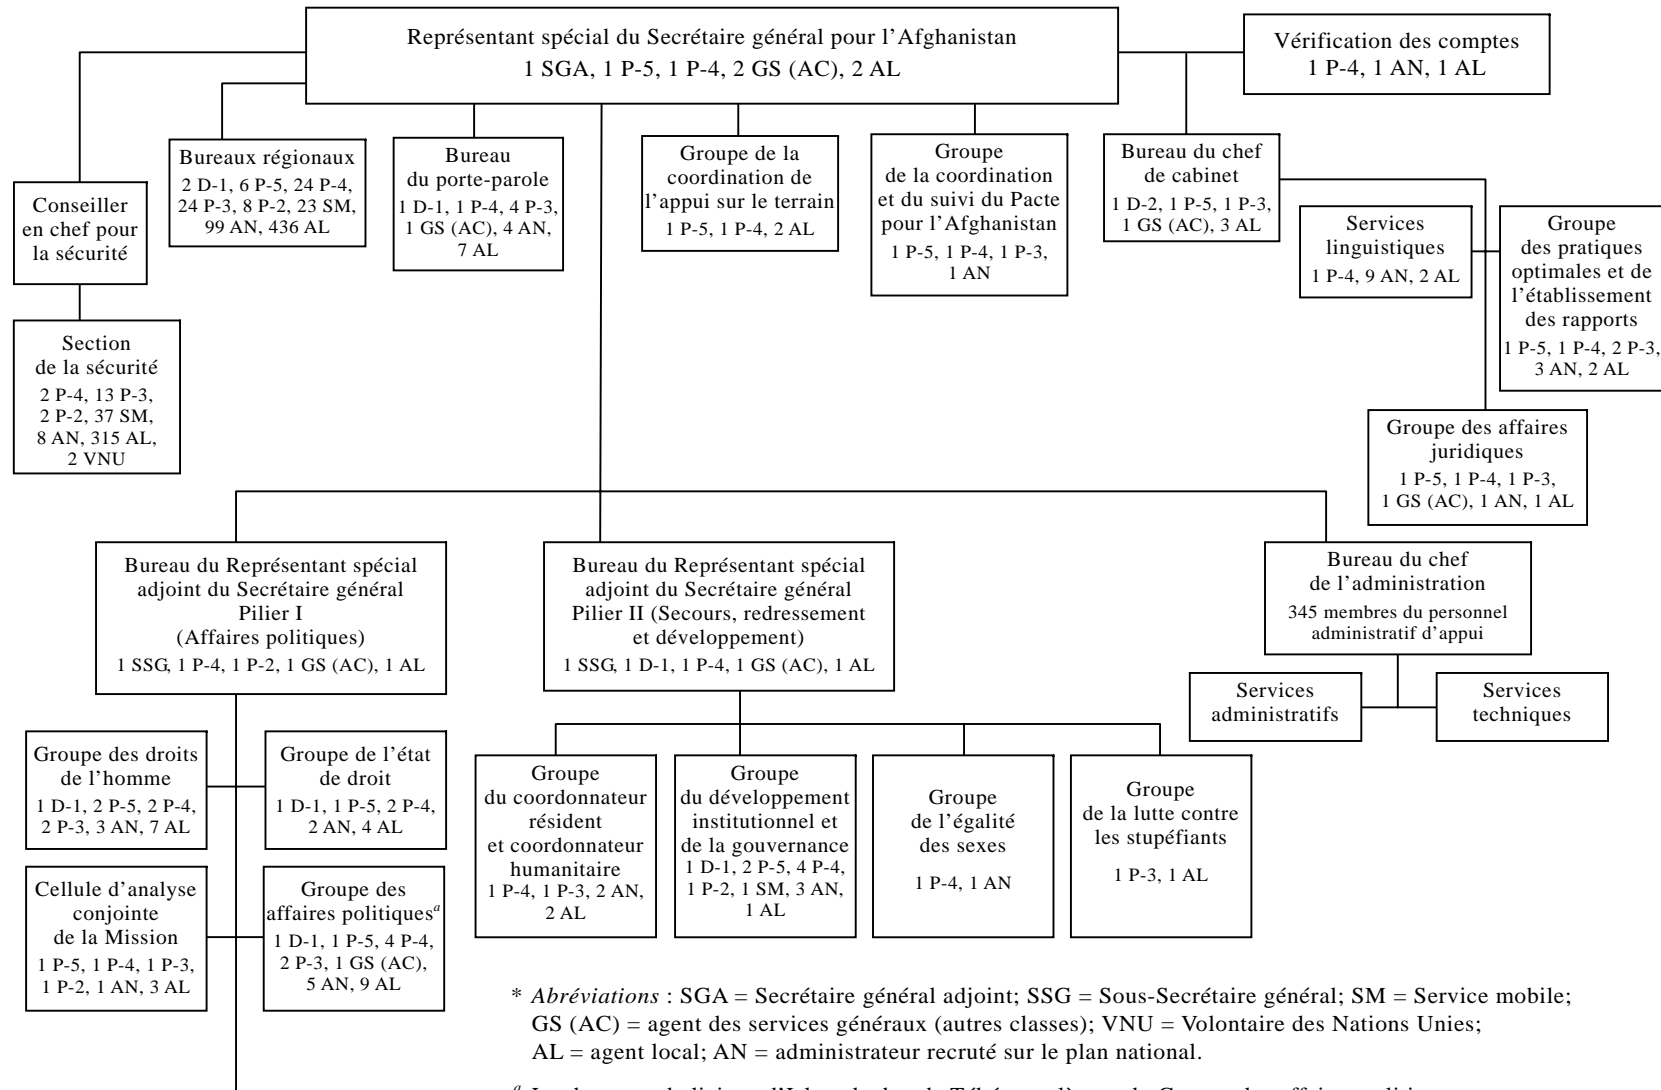 Représentant spécial du Secrétaire général pour l'Afghanistan
1 SGA, 1 P-5, 1 P-4, 2 GS (AC), 2 AL
Vérification des comptes
1 P-4, 1 AN, 1 AL
Conseiller
en chef pour
la sécurité
Section
de la sécurité
2 P-4, 13 P-3,
2 P-2, 37 SM,
8 AN, 315 AL,
2 VNU
Bureaux régionaux
2 D-1, 6 P-5, 24 P-4,
24 P-3, 8 P-2, 23 SM,
99 AN, 436 AL
Bureau
du porte-parole
1 D-1, 1 P-4, 4 P-3,
1 GS (AC), 4 AN,
7 AL
Groupe de la
coordination de
l'appui sur le terrain
1 P-5, 1 P-4, 2 AL
Groupe
de la coordination
et du suivi du Pacte
pour l'Afghanistan
1 P-5, 1 P-4, 1 P-3,
1 AN
Bureau du chef
de cabinet
1 D-2, 1 P-5, 1 P-3,
1 GS (AC), 3 AL
Services
linguistiques
1 P-4, 9 AN, 2 AL
Groupe
des pratiques
optimales et de
l'établissement
des rapports
1 P-5, 1 P-4, 2 P-3,
3 AN, 2 AL
Groupe des affaires
juridiques
1 P-5, 1 P-4, 1 P-3,
1 GS (AC), 1 AN, 1 AL
Bureau du Représentant spécial
adjoint du Secrétaire général
Pilier I
(Affaires politiques)
1 SSG, 1 P-4, 1 P-2, 1 GS (AC), 1 AL
Bureau du Représentant spécial
adjoint du Secrétaire général
Pilier II (Secours, redressement
et développement)
1 SSG, 1 D-1, 1 P-4, 1 GS (AC), 1 AL
Bureau du chef
de l'administration
345 membres du personnel
administratif d'appui
Services
administratifs
Services
techniques
Groupe des droits
de l'homme
1 D-1, 2 P-5, 2 P-4,
2 P-3, 3 AN, 7 AL
Groupe de l'état
de droit
1 D-1, 1 P-5, 2 P-4,
2 AN, 4 AL
Cellule d'analyse
conjointe
de la Mission
1 P-5, 1 P-4, 1 P-3,
1 P-2, 1 AN, 3 AL
Groupe des
affaires politiques^a
1 D-1, 1 P-5, 4 P-4,
2 P-3, 1 GS (AC),
5 AN, 9 AL
Groupe
du coordonnateur
résident
et coordonnateur
humanitaire
1 P-4, 1 P-3, 2 AN,
2 AL
Groupe
du développement
institutionnel et
de la gouvernance
1 D-1, 2 P-5, 4 P-4,
1 P-2, 1 SM, 3 AN,
1 AL
Groupe
de l'égalité
des sexes
1 P-4, 1 AN
Groupe
de la lutte contre
les stupéfiants
1 P-3, 1 AL
* Abréviations : SGA = Secrétaire général adjoint; SSG = Sous-Secrétaire général; SM = Service mobile;
GS (AC) = agent des services généraux (autres classes); VNU = Volontaire des Nations Unies;
AL = agent local; AN = administrateur recruté sur le plan national.